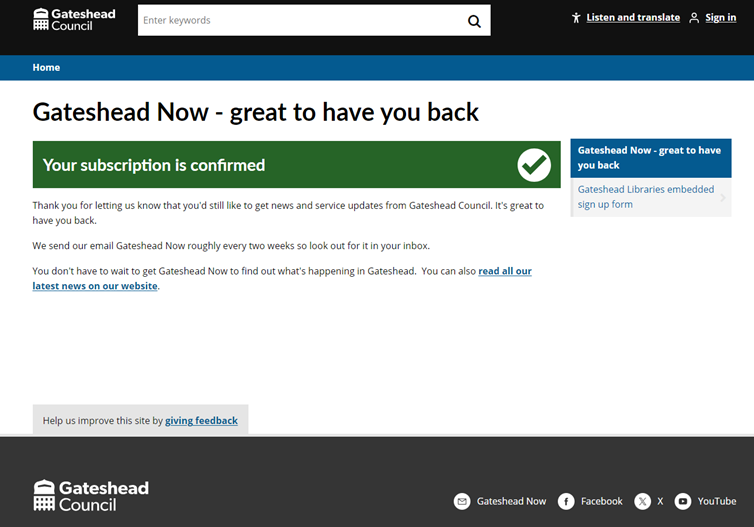 Gateshead
Council
Enter keywords
Listen and translate
Sign in
Home
Gateshead Now - great to have you back
Your subscription is confirmed
Thank you for letting us know that you'd still like to get news and service updates from Gateshead Council. It's great to
have you back.
We send our email Gateshead Now roughly every two weeks so look out for it in your inbox.
You don't have to wait to get Gateshead Now to find out what's happening in Gateshead.  You can also read all our
latest news on our website.
Gateshead Now - great to have
you back
Gateshead Libraries embedded
sign up form
Help us improve this site by giving feedback
Gateshead
Council
Gateshead Now
Facebook
X
YouTube